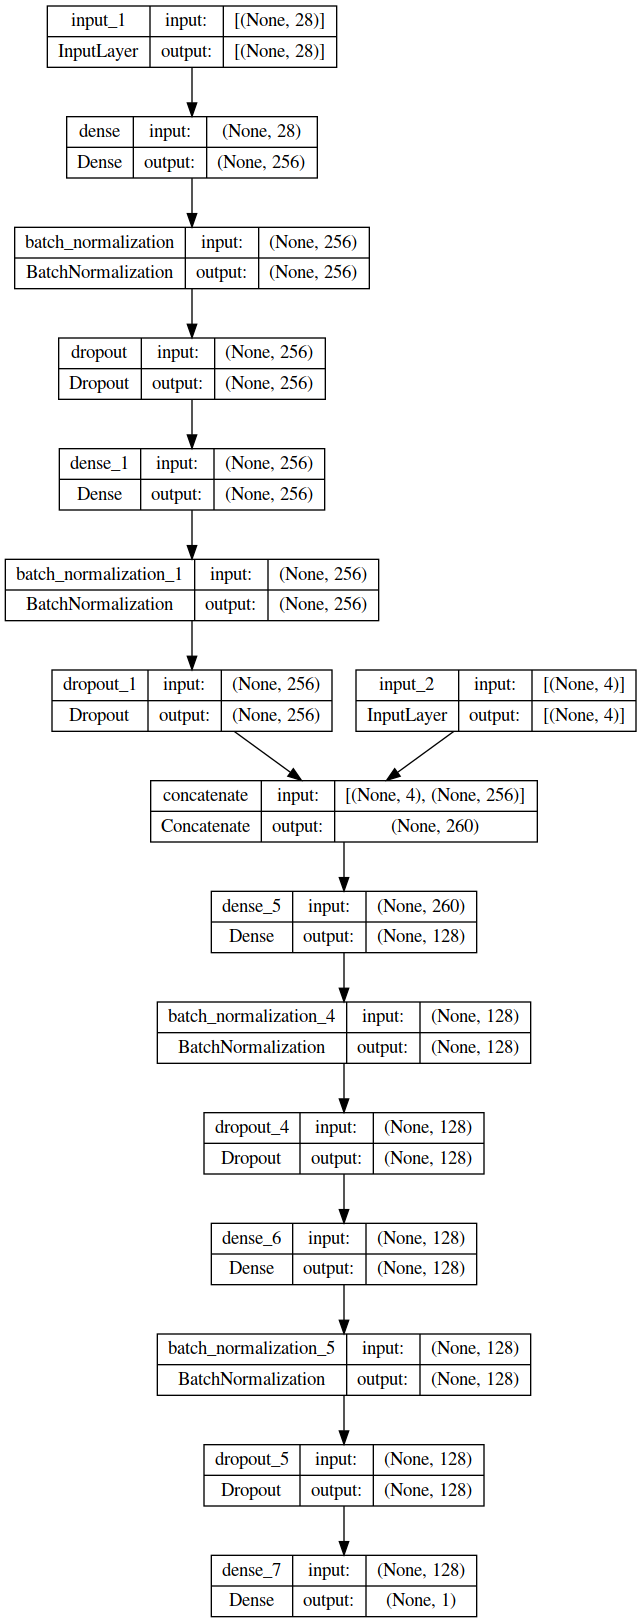 input_1 input: [(None, 28)]
InputLayer output: [(None, 28)]
dense input: (None, 28)
Dense output: (None, 256)
batch_normalization input: (None, 256)
BatchNormalization output: (None, 256)
dropout input: (None, 256)
Dropout output: (None, 256)
dense_1 input: (None, 256)
Dense output: (None, 256)
batch_normalization_1 input: (None, 256)
BatchNormalization output: (None, 256)
dropout_1 input: (None, 256)
Dropout output: (None, 256)
input_2 input: [(None, 4)]
InputLayer output: [(None, 4)]
concatenate input: [(None, 4), (None, 256)]
Concatenate output: (None, 260)
dense_5 input: (None, 260)
Dense output: (None, 128)
batch_normalization_4 input: (None, 128)
BatchNormalization output: (None, 128)
dropout_4 input: (None, 128)
Dropout output: (None, 128)
dense_6 input: (None, 128)
Dense output: (None, 128)
batch_normalization_5 input: (None, 128)
BatchNormalization output: (None, 128)
dropout_5 input: (None, 128)
Dropout output: (None, 128)
dense_7 input: (None, 128)
Dense output: (None, 1)